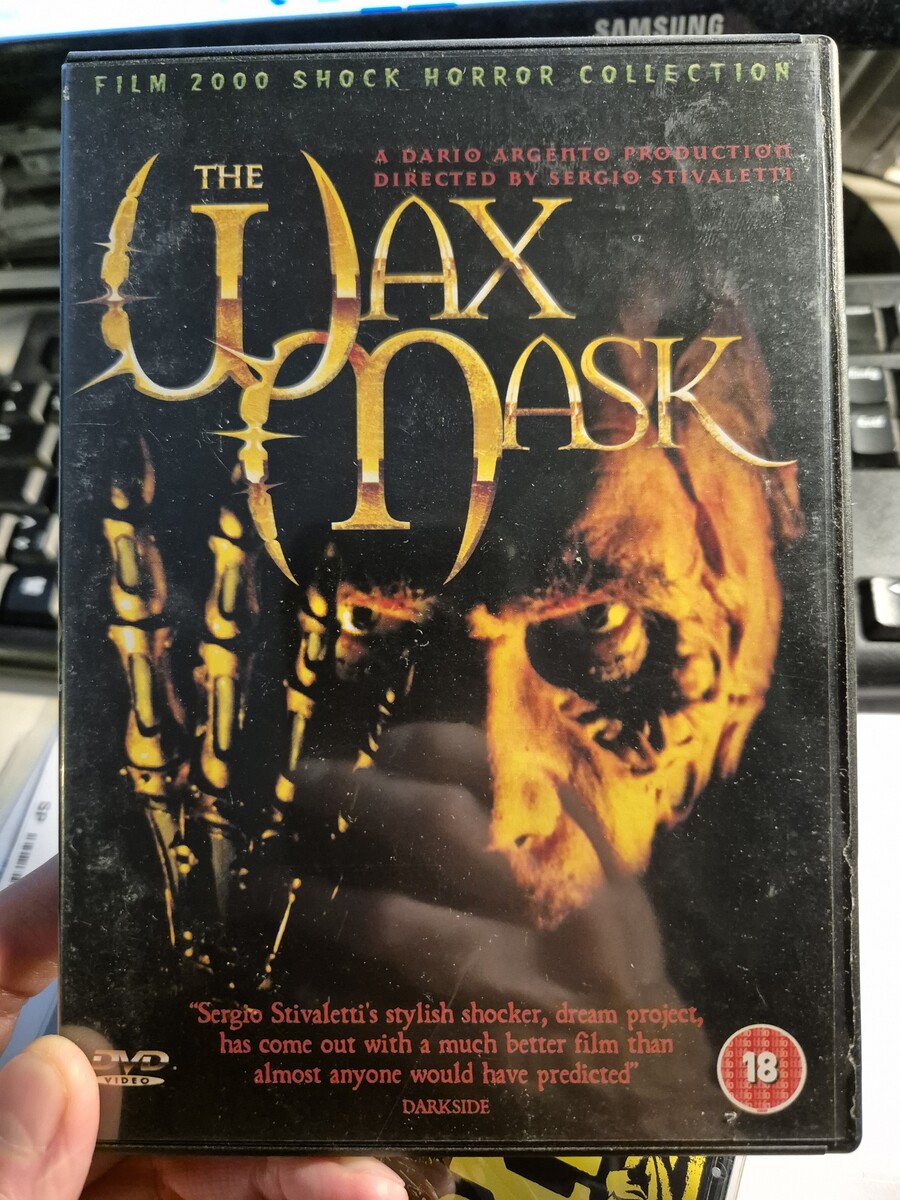 SAMSUNG
FILM 2000 SHOCK HORROR COLLECTION
A DARIO ARGENTO PRODUCTION
DIRECTED BY SERGIO STIVALETTI
THE
WAX
MASK
"Sergio Stivaletti's stylish shocker, dream project,
has come out with a much better film than
almost anyone would have predicted"
DARKSIDE
DVD
VIDEO
18
SP